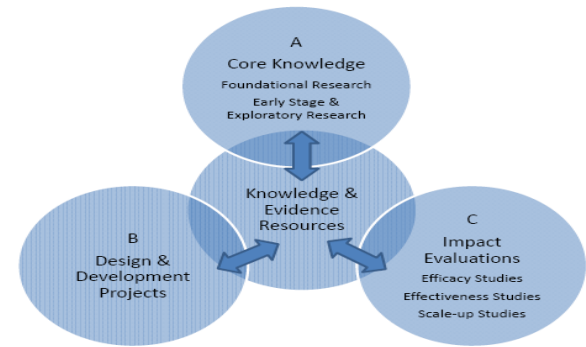 A
Core Knowledge
Foundational Research
Early Stage &
Exploratory Research
Knowledge &
Evidence
Resources
B
Design &
Development
Projects
C
Impact
Evaluations
Efficacy Studies
Effectiveness Studies
Scale-up Studies